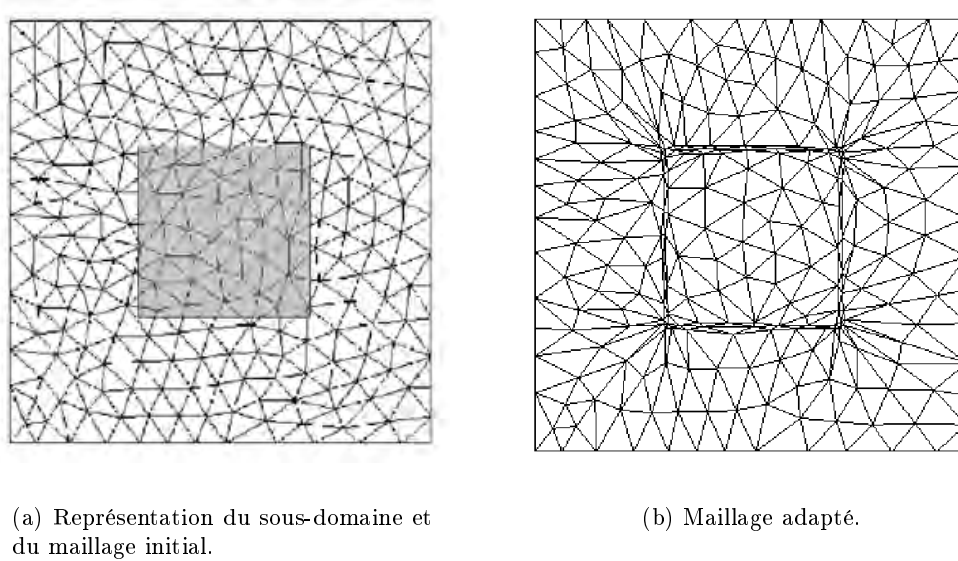 (a) Représentation du sous-domaine et
du maillage initial.
(b) Maillage adapté.